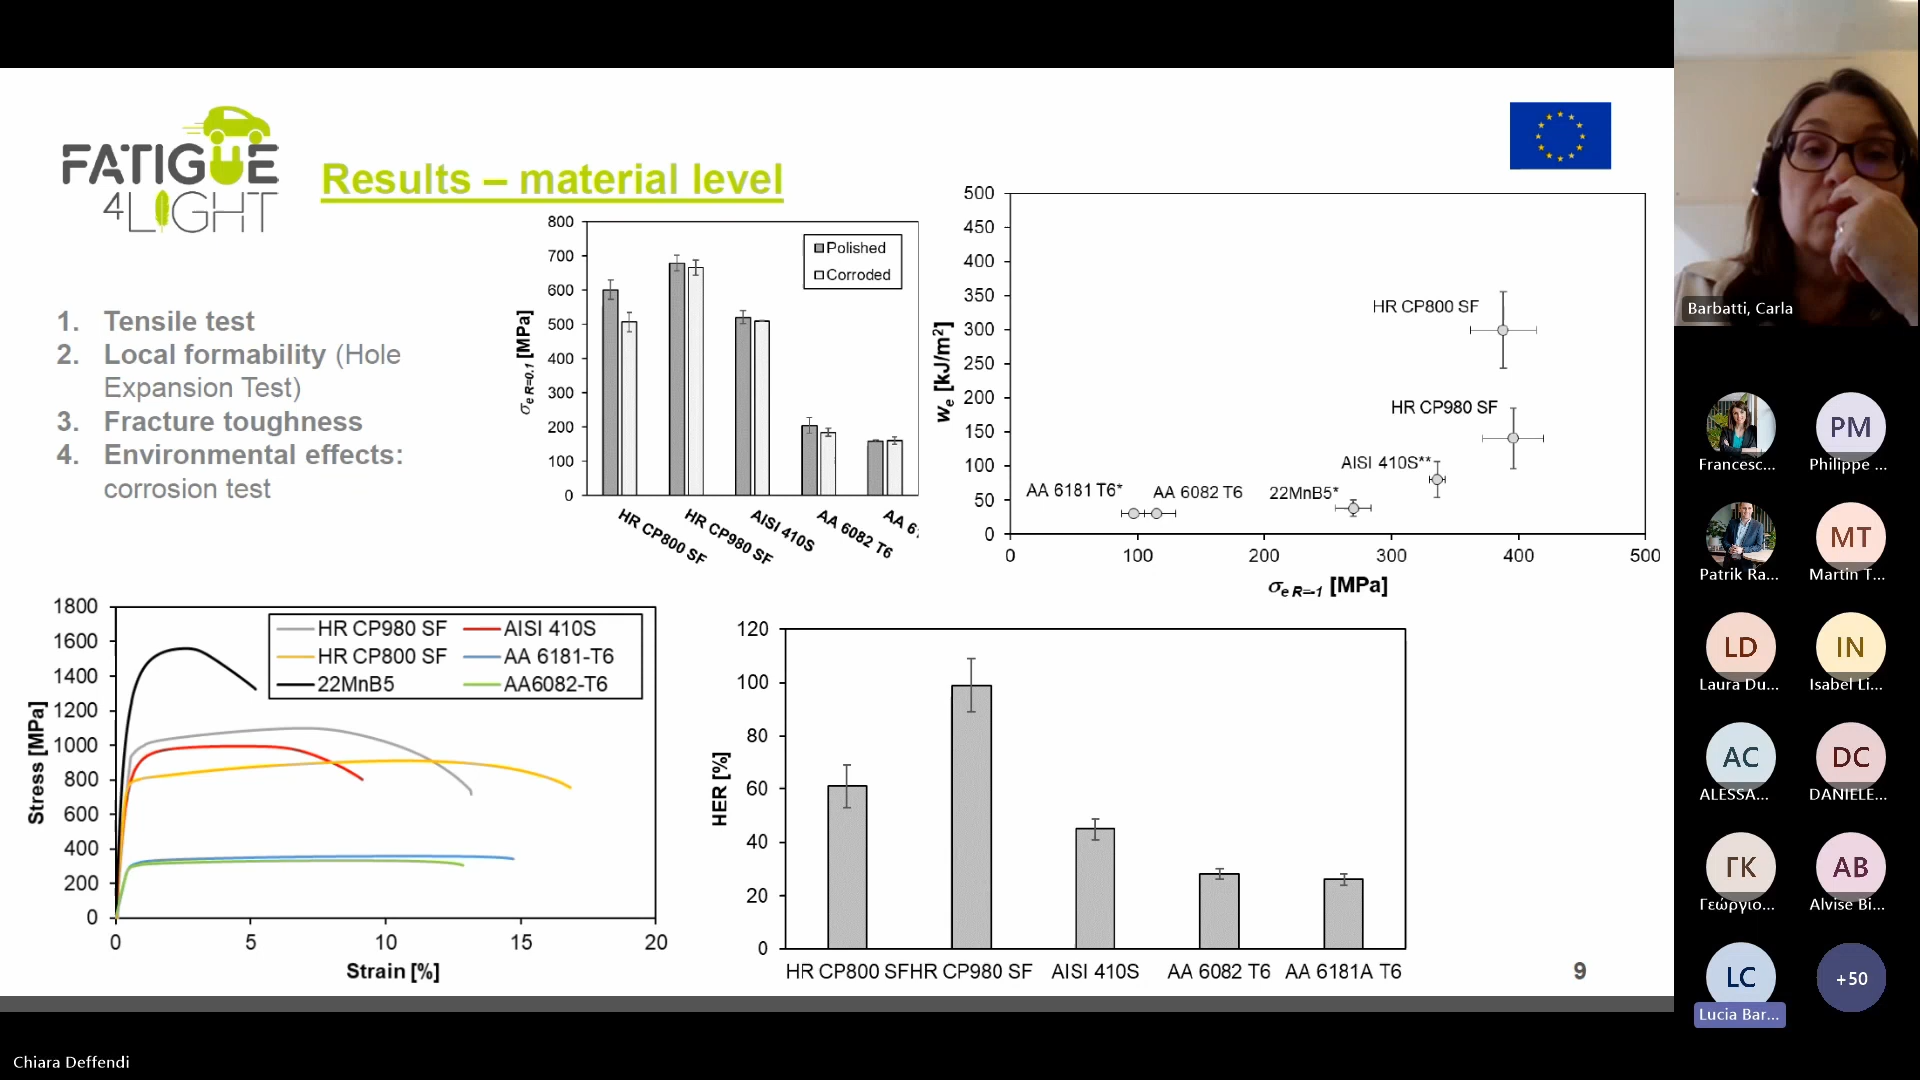 FATIGUE
4LIGHT
Results – material level
1. Tensile test
2. Local formability (Hole
Expansion Test)
3. Fracture toughness
4. Environmental effects:
corrosion test
800
700
600
500
400
300
200
100
0
σe R=0.1 [MPa]
Polished
Corroded
HR CP800 SF
HR CP980 SF
AISI 410S
AA 6082 T6
AA 6
500
450
400
350
300
250
200
150
100
50
0
we [kJ/m²]
HR CP800 SF
HR CP980 SF
AISI 410S**
AA 6181 T6*
AA 6082 T6
22MnB5*
0 100 200 300 400 500
σe R=-1 [MPa]
1800
1600
1400
1200
1000
800
600
400
200
0
Stress [MPa]
HR CP980 SF AISI 410S
HR CP800 SF AA 6181-T6
22MnB5 AA6082-T6
0 5 10 15 20
Strain [%]
120
100
80
60
40
20
0
HER [%]
HR CP800 SF HR CP980 SF AISI 410S AA 6082 T6 AA 6181A T6
9
Barbatti, Carla
Francesc...
PM
Philippe ...
Patrik Ra...
MT
Martin T...
LD
Laura Du...
IN
Isabel Li...
AC
ALESSA...
DC
DANIELE...
ΓΚ
Γεώργιο...
AB
Alvise Bi...
LC
Lucia Bar...
+50
Chiara Deffendi